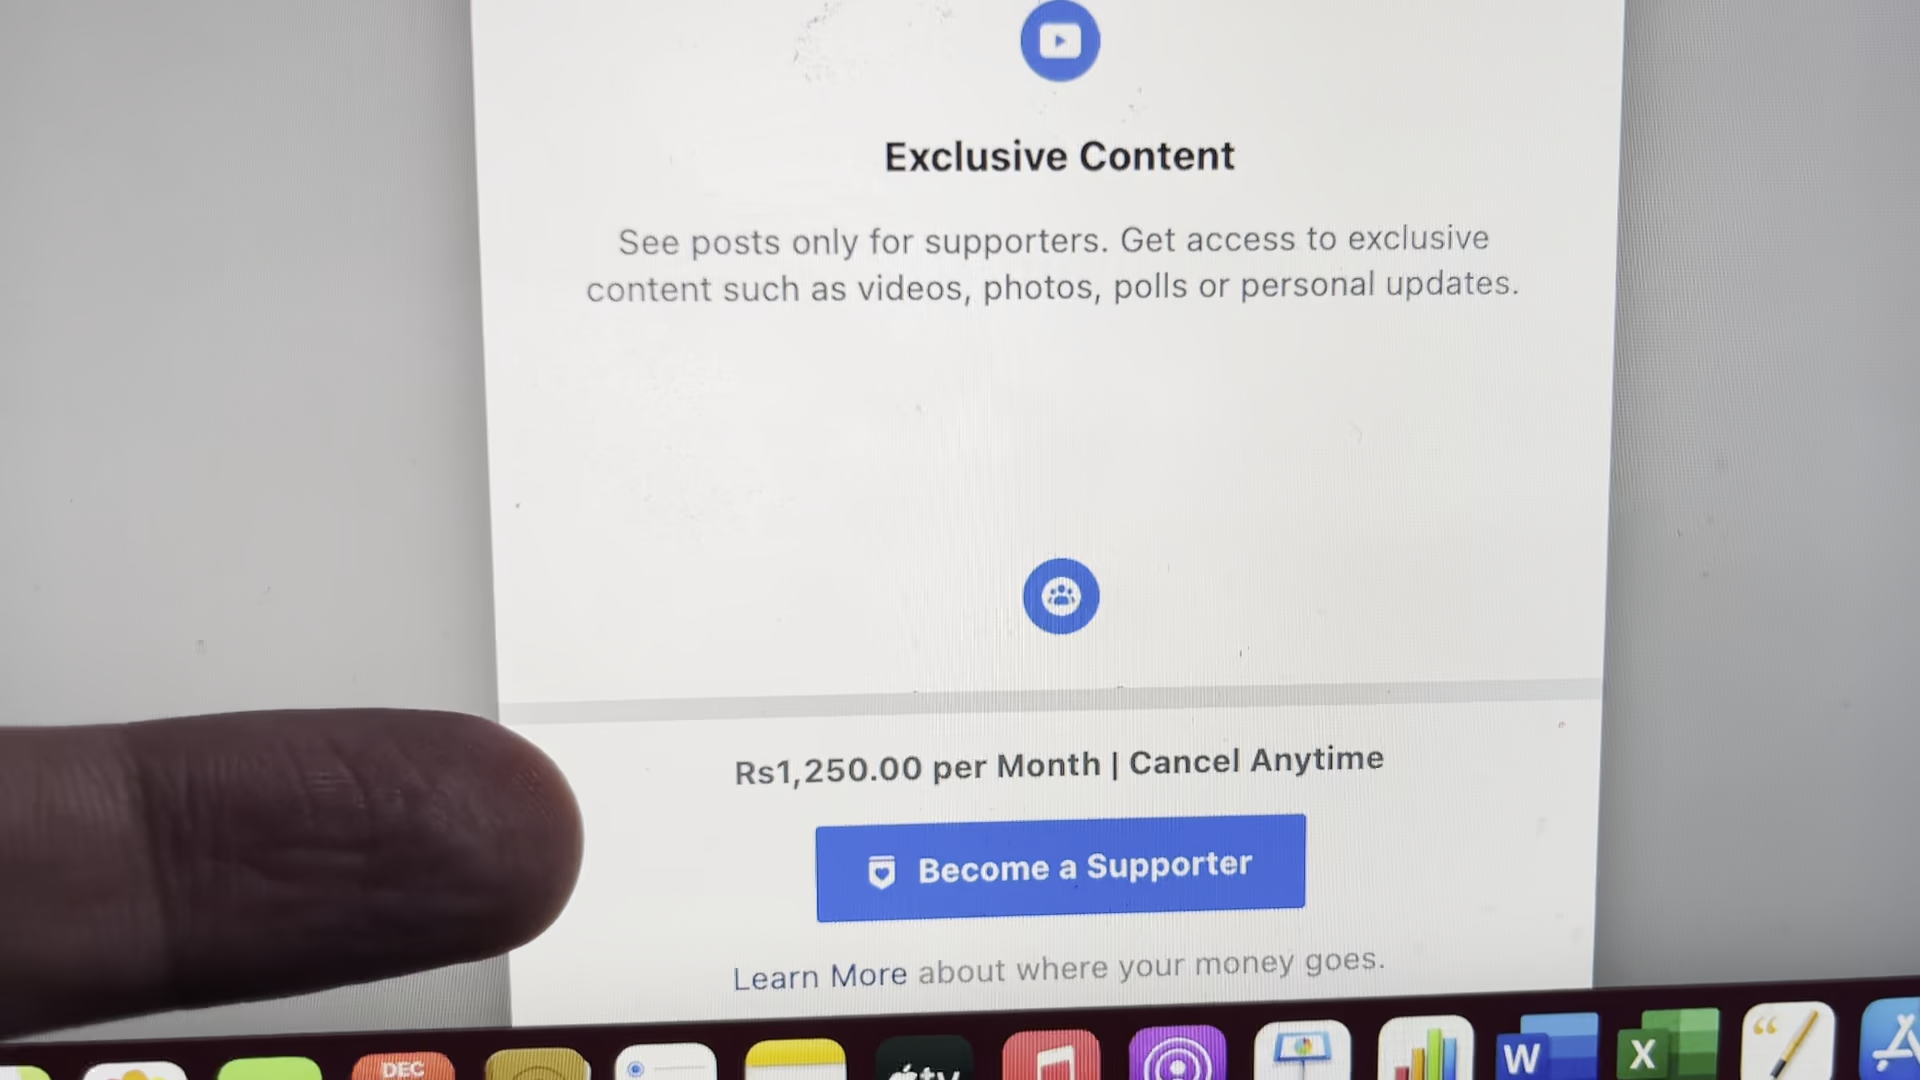 Exclusive Content
See posts only for supporters. Get access to exclusive
content such as videos, photos, polls or personal updates.
Rs1,250.00 per Month | Cancel Anytime
Become a Supporter
Learn More about where your money goes.
DEC
tv
W
X